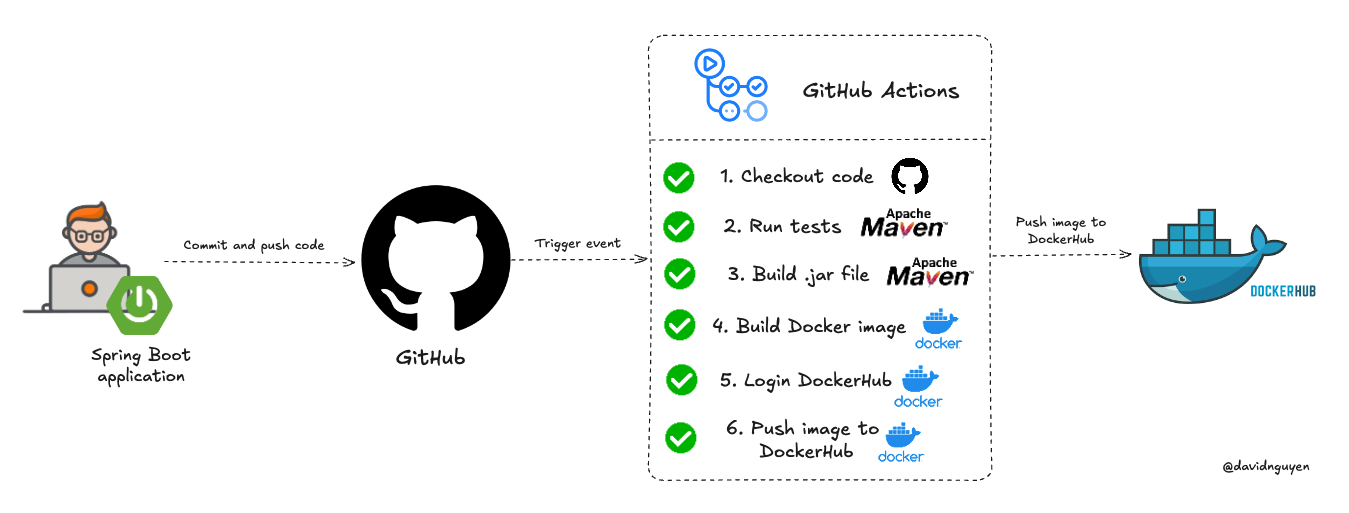 GitHub Actions
1. Checkout code
2. Run tests
Apache
Maven™
3. Build .jar file
Apache
Maven™
4. Build Docker image
docker
5. Login DockerHub
docker
6. Push image to
DockerHub
docker
Commit and push code
Trigger event
Push image to
DockerHub
DOCKERHUB
Spring Boot
application
GitHub
@davidnguyen